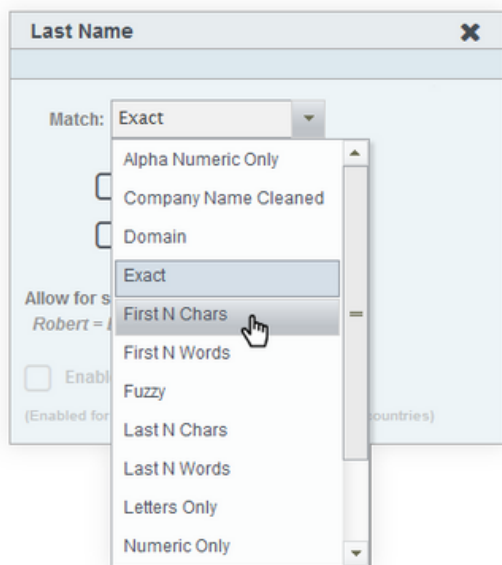 Last Name
Match: Exact
Alpha Numeric Only
Company Name Cleaned
Domain
Exact
Allow for s
First N Chars
Robert =
First N Words
Enabl
Fuzzy
(Enabled for
ountries)
Last N Chars
Last N Words
Letters Only
Numeric Only